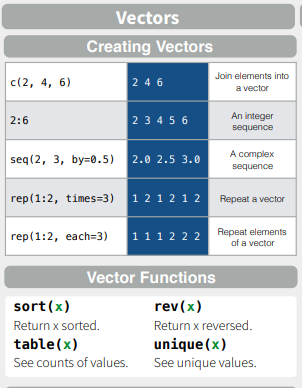 Vectors
Creating Vectors
c(2, 4, 6) 2 4 6 Join elements into
a vector
2:6 2 3 4 5 6 An integer
sequence
seq(2, 3, by=0.5) 2.0 2.5 3.0 A complex
sequence
rep(1:2, times=3) 1 2 1 2 1 2 Repeat a vector
rep(1:2, each=3) 1 1 1 2 2 2 Repeat elements
of a vector
Vector Functions
sort(x) rev(x)
Return x sorted. Return x reversed.
table(x) unique(x)
See counts of values. See unique values.